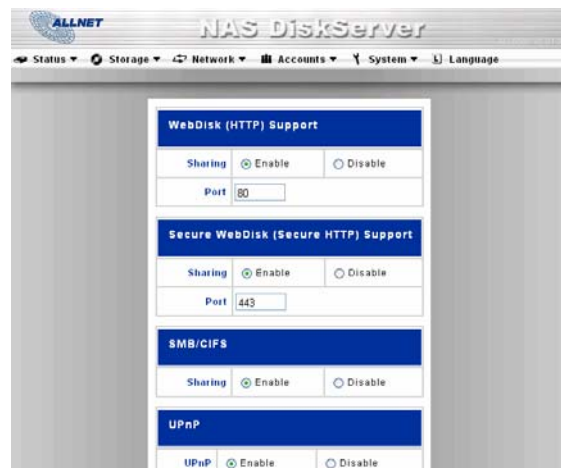 ALLNET
NAS DiskServer
Status Storage Network Accounts System Language
WebDisk (HTTP) Support
Sharing Enable Disable
Port 80
Secure WebDisk (Secure HTTP) Support
Sharing Enable Disable
Port 443
SMB/CIFS
Sharing Enable Disable
UPnP
UPnP Enable Disable